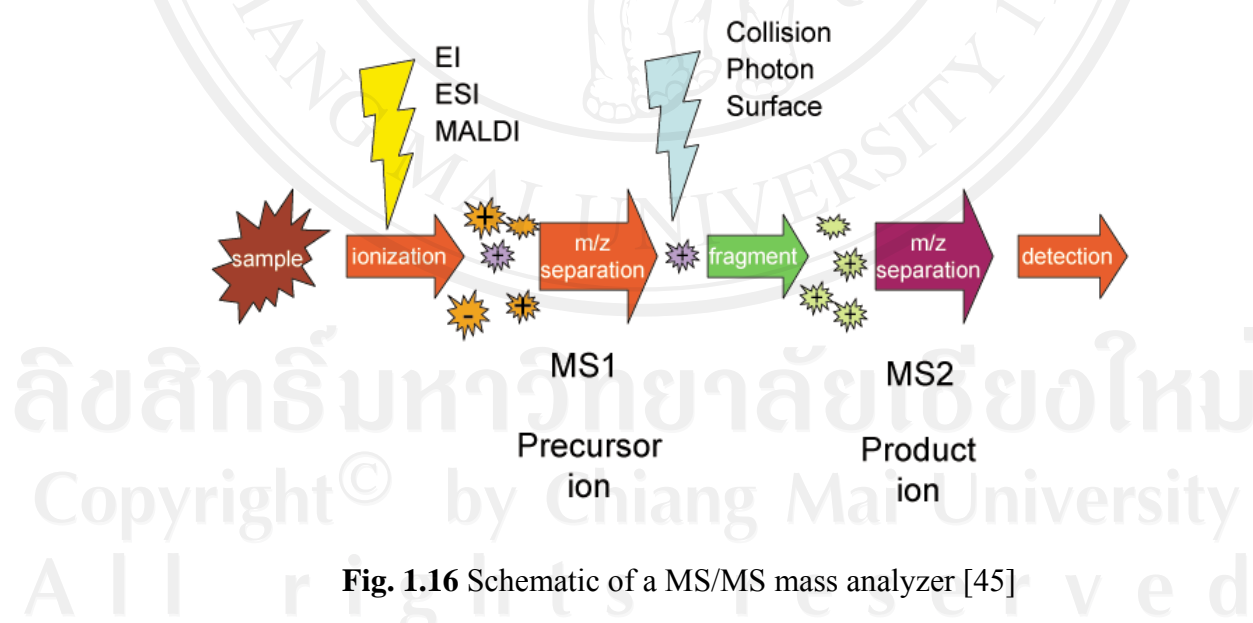 EI
ESI
MALDI
Collision
Photon
Surface
sample
ionization
+
+
-
+
m/z
separation
+
fragment
+
+
+
m/z
separation
detection
MS1
MS2
Precursor
ion
Product
ion
ลิขสิทธิ์มหาวิทยาลัยเชียงใหม่
Copyright© by Chiang Mai University
All rights reserved
Fig. 1.16 Schematic of a MS/MS mass analyzer [45]